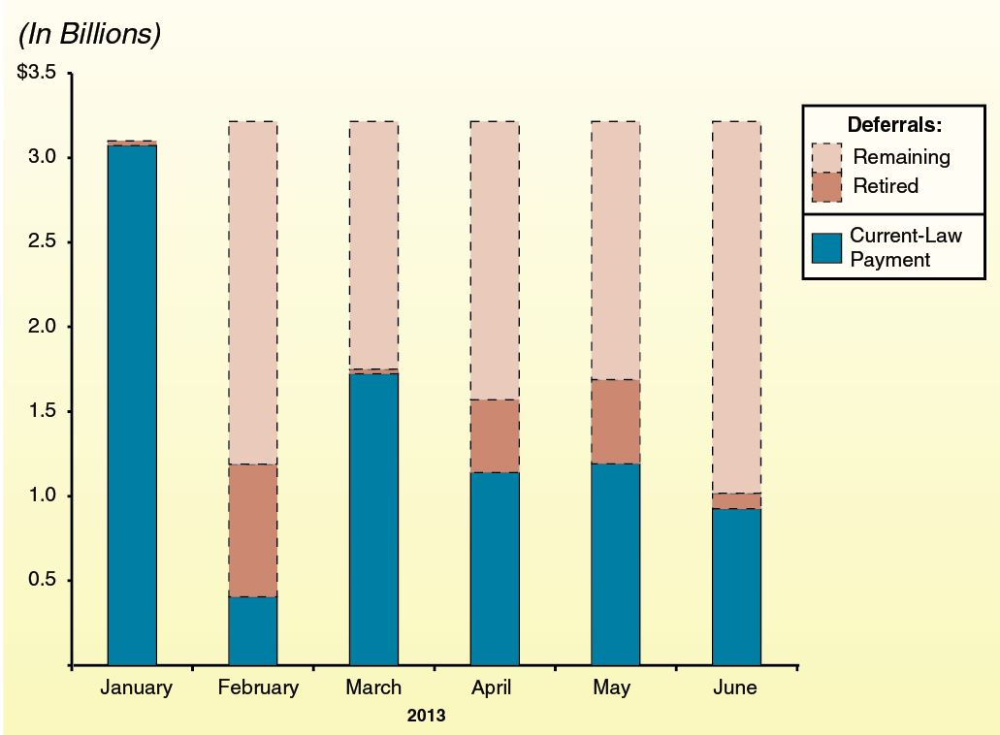 (In Billions)
$3.5
3.0
2.5
2.0
1.5
1.0
0.5
January
February
March
April
May
June
2013
Deferrals:
Remaining
Retired
Current-Law
Payment